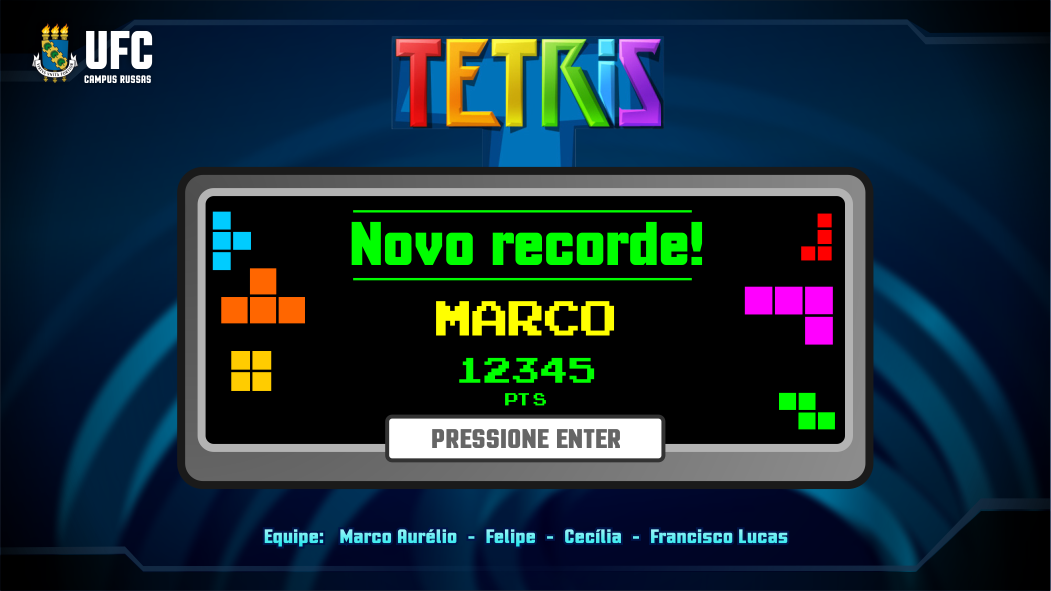 UFC
CAMPUS RUSSAS
TETRiS
Novo recorde!
MARCO
12345
PTS
PRESSIONE ENTER
Equipe: Marco Aurélio - Felipe - Cecília - Francisco Lucas